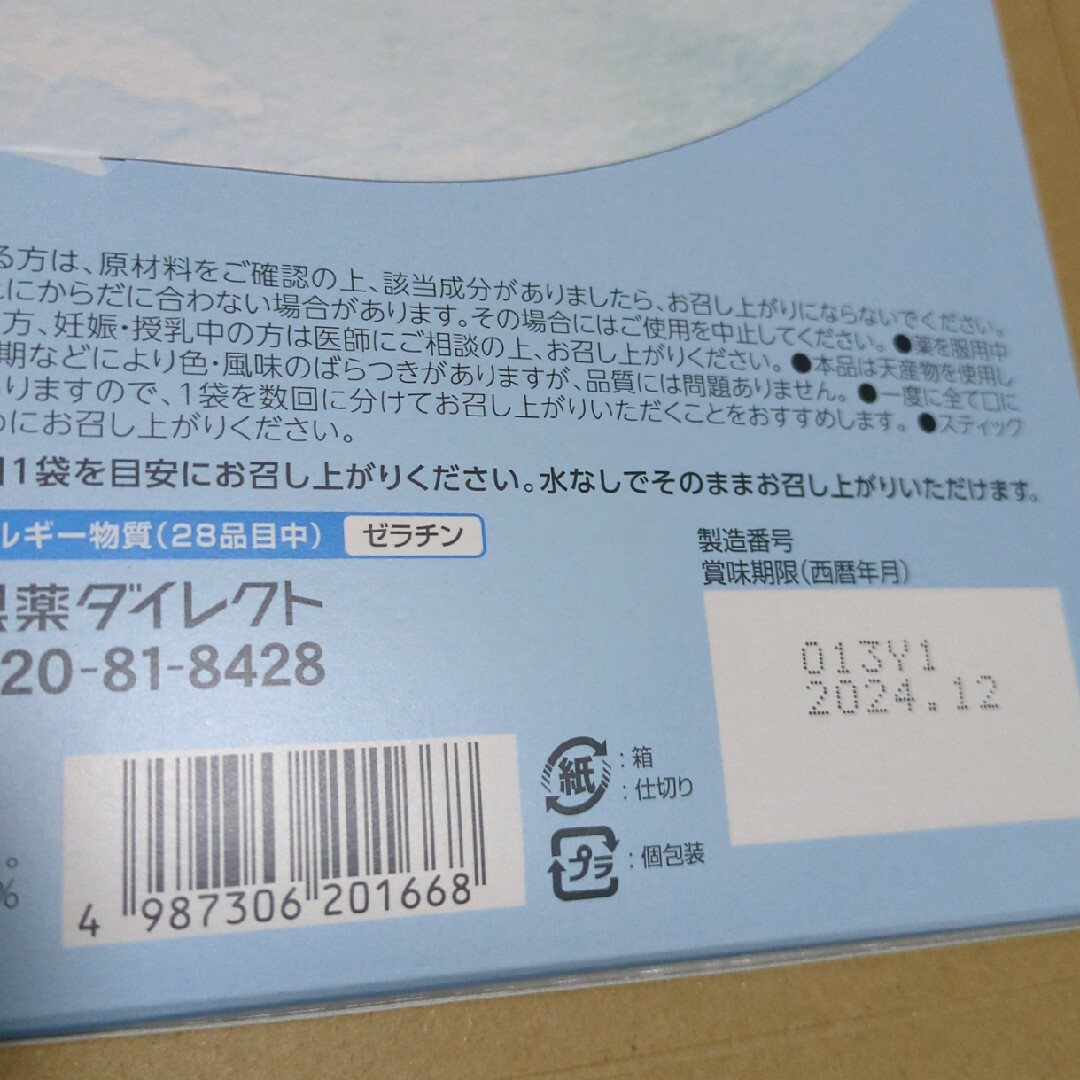 る方は、原材料をご確認の上、該当成分がありましたら、お召し上がりにならないでください。
にからだに合わない場合があります。その場合にはご使用を中止してください。●薬を服用中
方、妊娠・授乳中の方は医師にご相談の上、お召し上がりください。●本品は天産物を使用し
期などにより色・風味のばらつきがありますが、品質には問題ありません。●一度に全て口に
りますので、1袋を数回に分けてお召し上がりいただくことをおすすめします。●スティック
にお召し上がりください。
1袋を目安にお召し上がりください。水なしでそのままお召し上がりいただけます。
ルギー物質(28品目中) ゼラチン
薬ダイレクト
20-81-8428
製造番号
賞味期限(西暦年月)
013Y1
2024.12
紙:箱
:仕切り
プラ:個包装
%
4 987306 201668